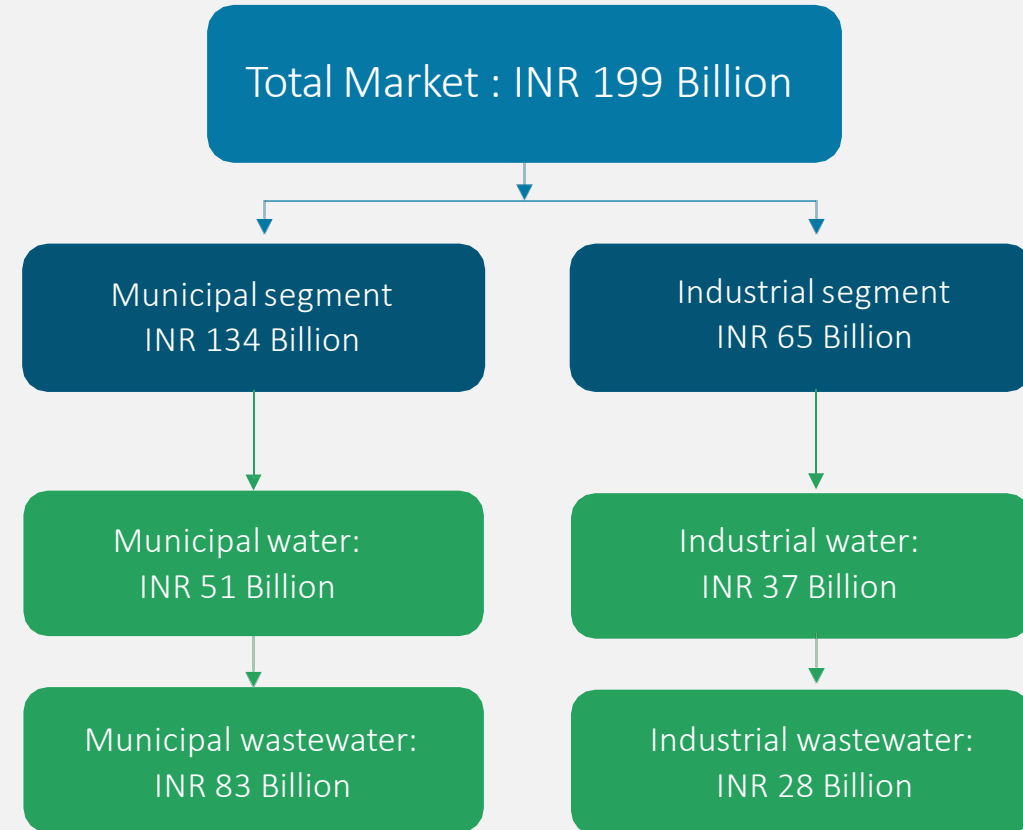 Total Market : INR 199 Billion
Municipal segment
INR 134 Billion
Industrial segment
INR 65 Billion
Municipal water:
INR 51 Billion
Industrial water:
INR 37 Billion
Municipal wastewater:
INR 83 Billion
Industrial wastewater:
INR 28 Billion